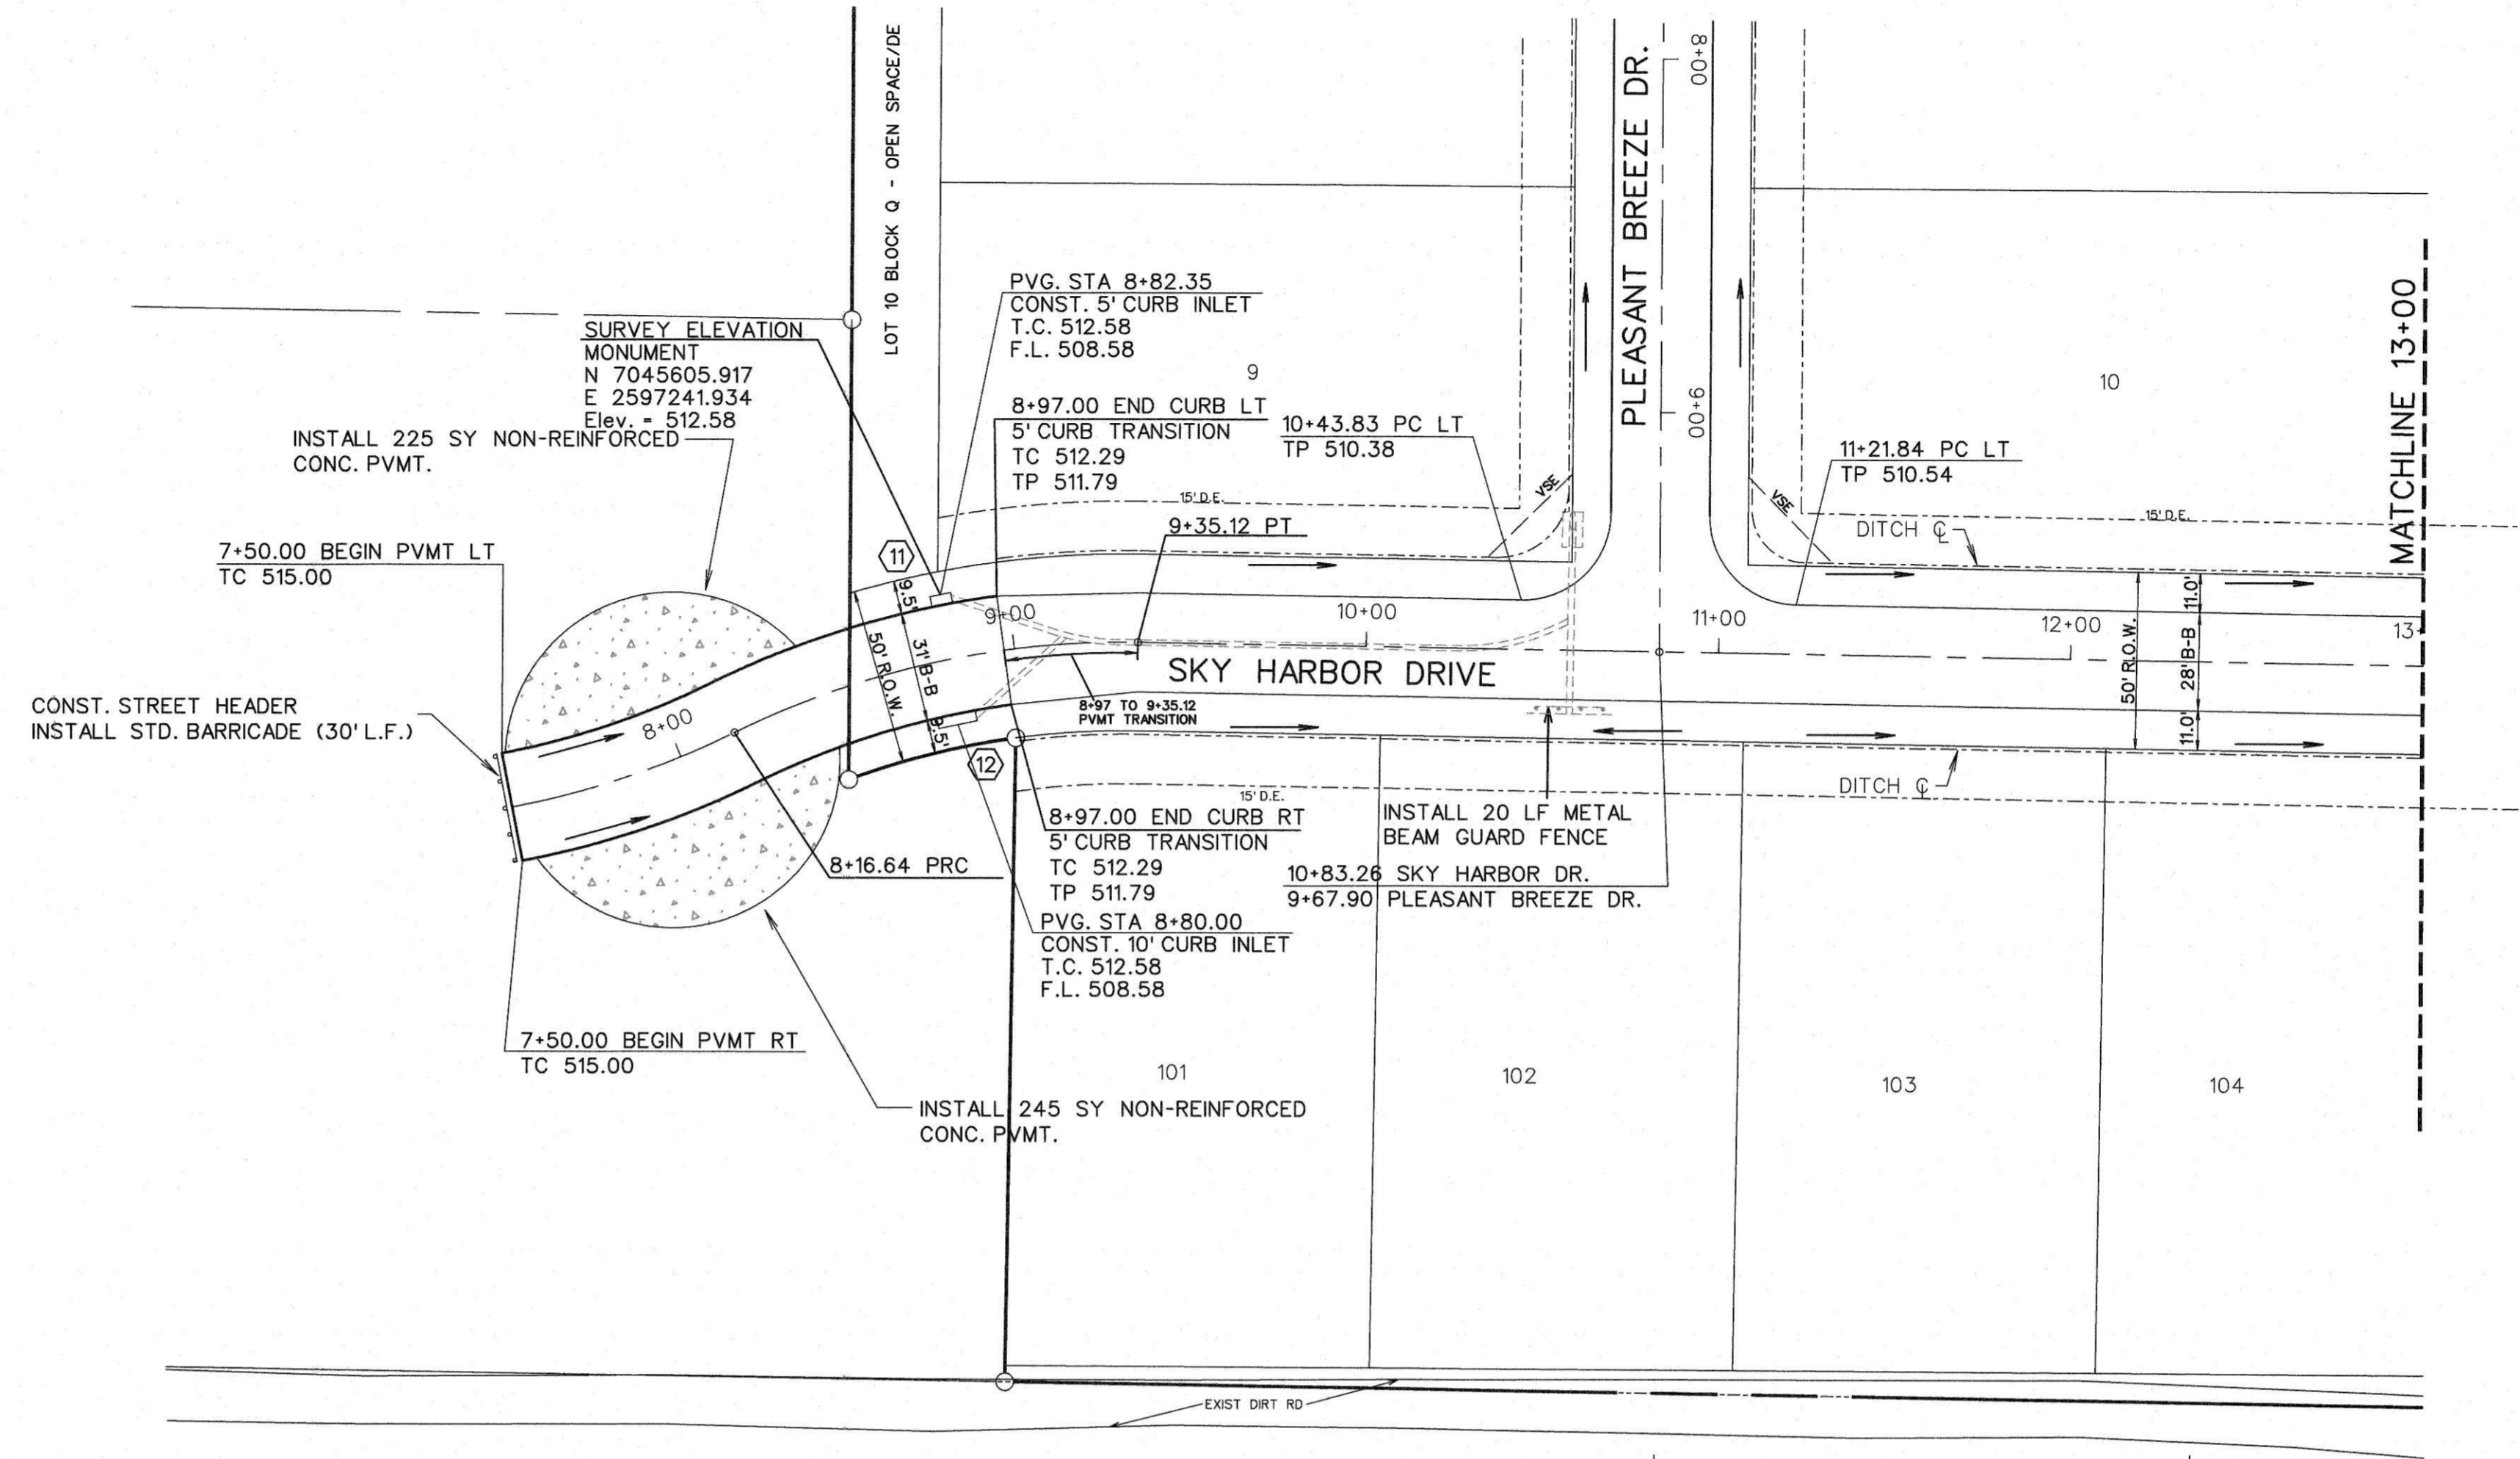 LOT 10 BLOCK Q - OPEN SPACE/DE
PLEASANT BREEZE DR.
8+00
9+00
MATCHLINE 13+00
SURVEY ELEVATION
MONUMENT
N 7045605.917
E 2597241.934
Elev. = 512.58
PVG. STA 8+82.35
CONST. 5' CURB INLET
T.C. 512.58
F.L. 508.58
9
10
8+97.00 END CURB LT
5' CURB TRANSITION
TC 512.29
TP 511.79
10+43.83 PC LT
TP 510.38
11+21.84 PC LT
TP 510.54
INSTALL 225 SY NON-REINFORCED
CONC. PVMT.
VSE
VSE
15' D.E.
15' D.E.
DITCH ℄
9+35.12 PT
7+50.00 BEGIN PVMT LT
TC 515.00
11
9.5'
31' B-B
50' R.O.W.
9.5'
12
8+00
9+00
10+00
11+00
12+00
13+
SKY HARBOR DRIVE
50' R.O.W.
11.0'
28' B-B
11.0'
8+97 TO 9+35.12
PVMT TRANSITION
CONST. STREET HEADER
INSTALL STD. BARRICADE (30' L.F.)
DITCH ℄
15' D.E.
8+97.00 END CURB RT
5' CURB TRANSITION
TC 512.29
TP 511.79
INSTALL 20 LF METAL
BEAM GUARD FENCE
8+16.64 PRC
10+83.26 SKY HARBOR DR.
9+67.90 PLEASANT BREEZE DR.
PVG. STA 8+80.00
CONST. 10' CURB INLET
T.C. 512.58
F.L. 508.58
7+50.00 BEGIN PVMT RT
TC 515.00
101
102
103
104
INSTALL 245 SY NON-REINFORCED
CONC. PVMT.
EXIST DIRT RD